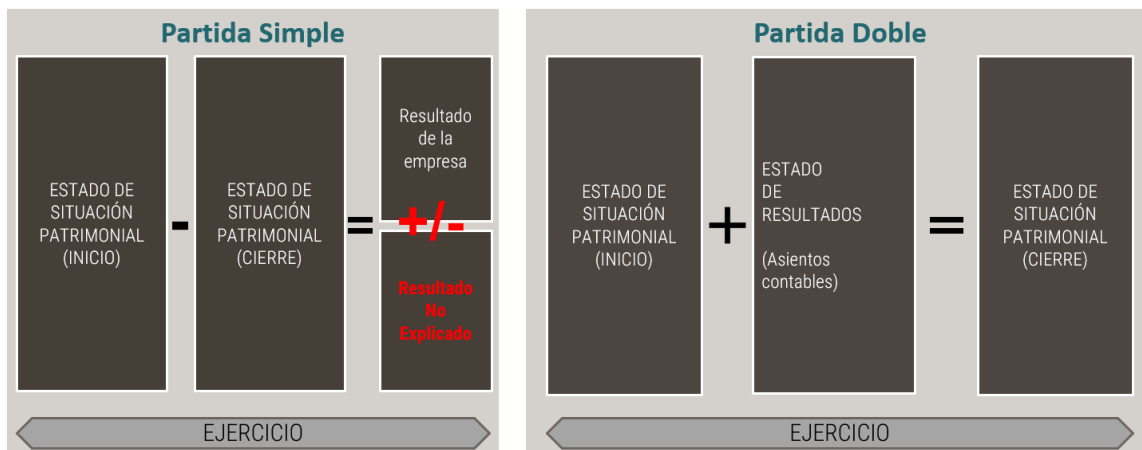 Partida Simple
ESTADO DE
SITUACIÓN
PATRIMONIAL
(INICIO)
-
ESTADO DE
SITUACIÓN
PATRIMONIAL
(CIERRE)
=
Resultado
de la
empresa
+/-
Resultado
No
Explicado
EJERCICIO
Partida Doble
ESTADO DE
SITUACIÓN
PATRIMONIAL
(INICIO)
+
ESTADO
DE
RESULTADOS
(Asientos
contables)
=
ESTADO DE
SITUACIÓN
PATRIMONIAL
(CIERRE)
EJERCICIO